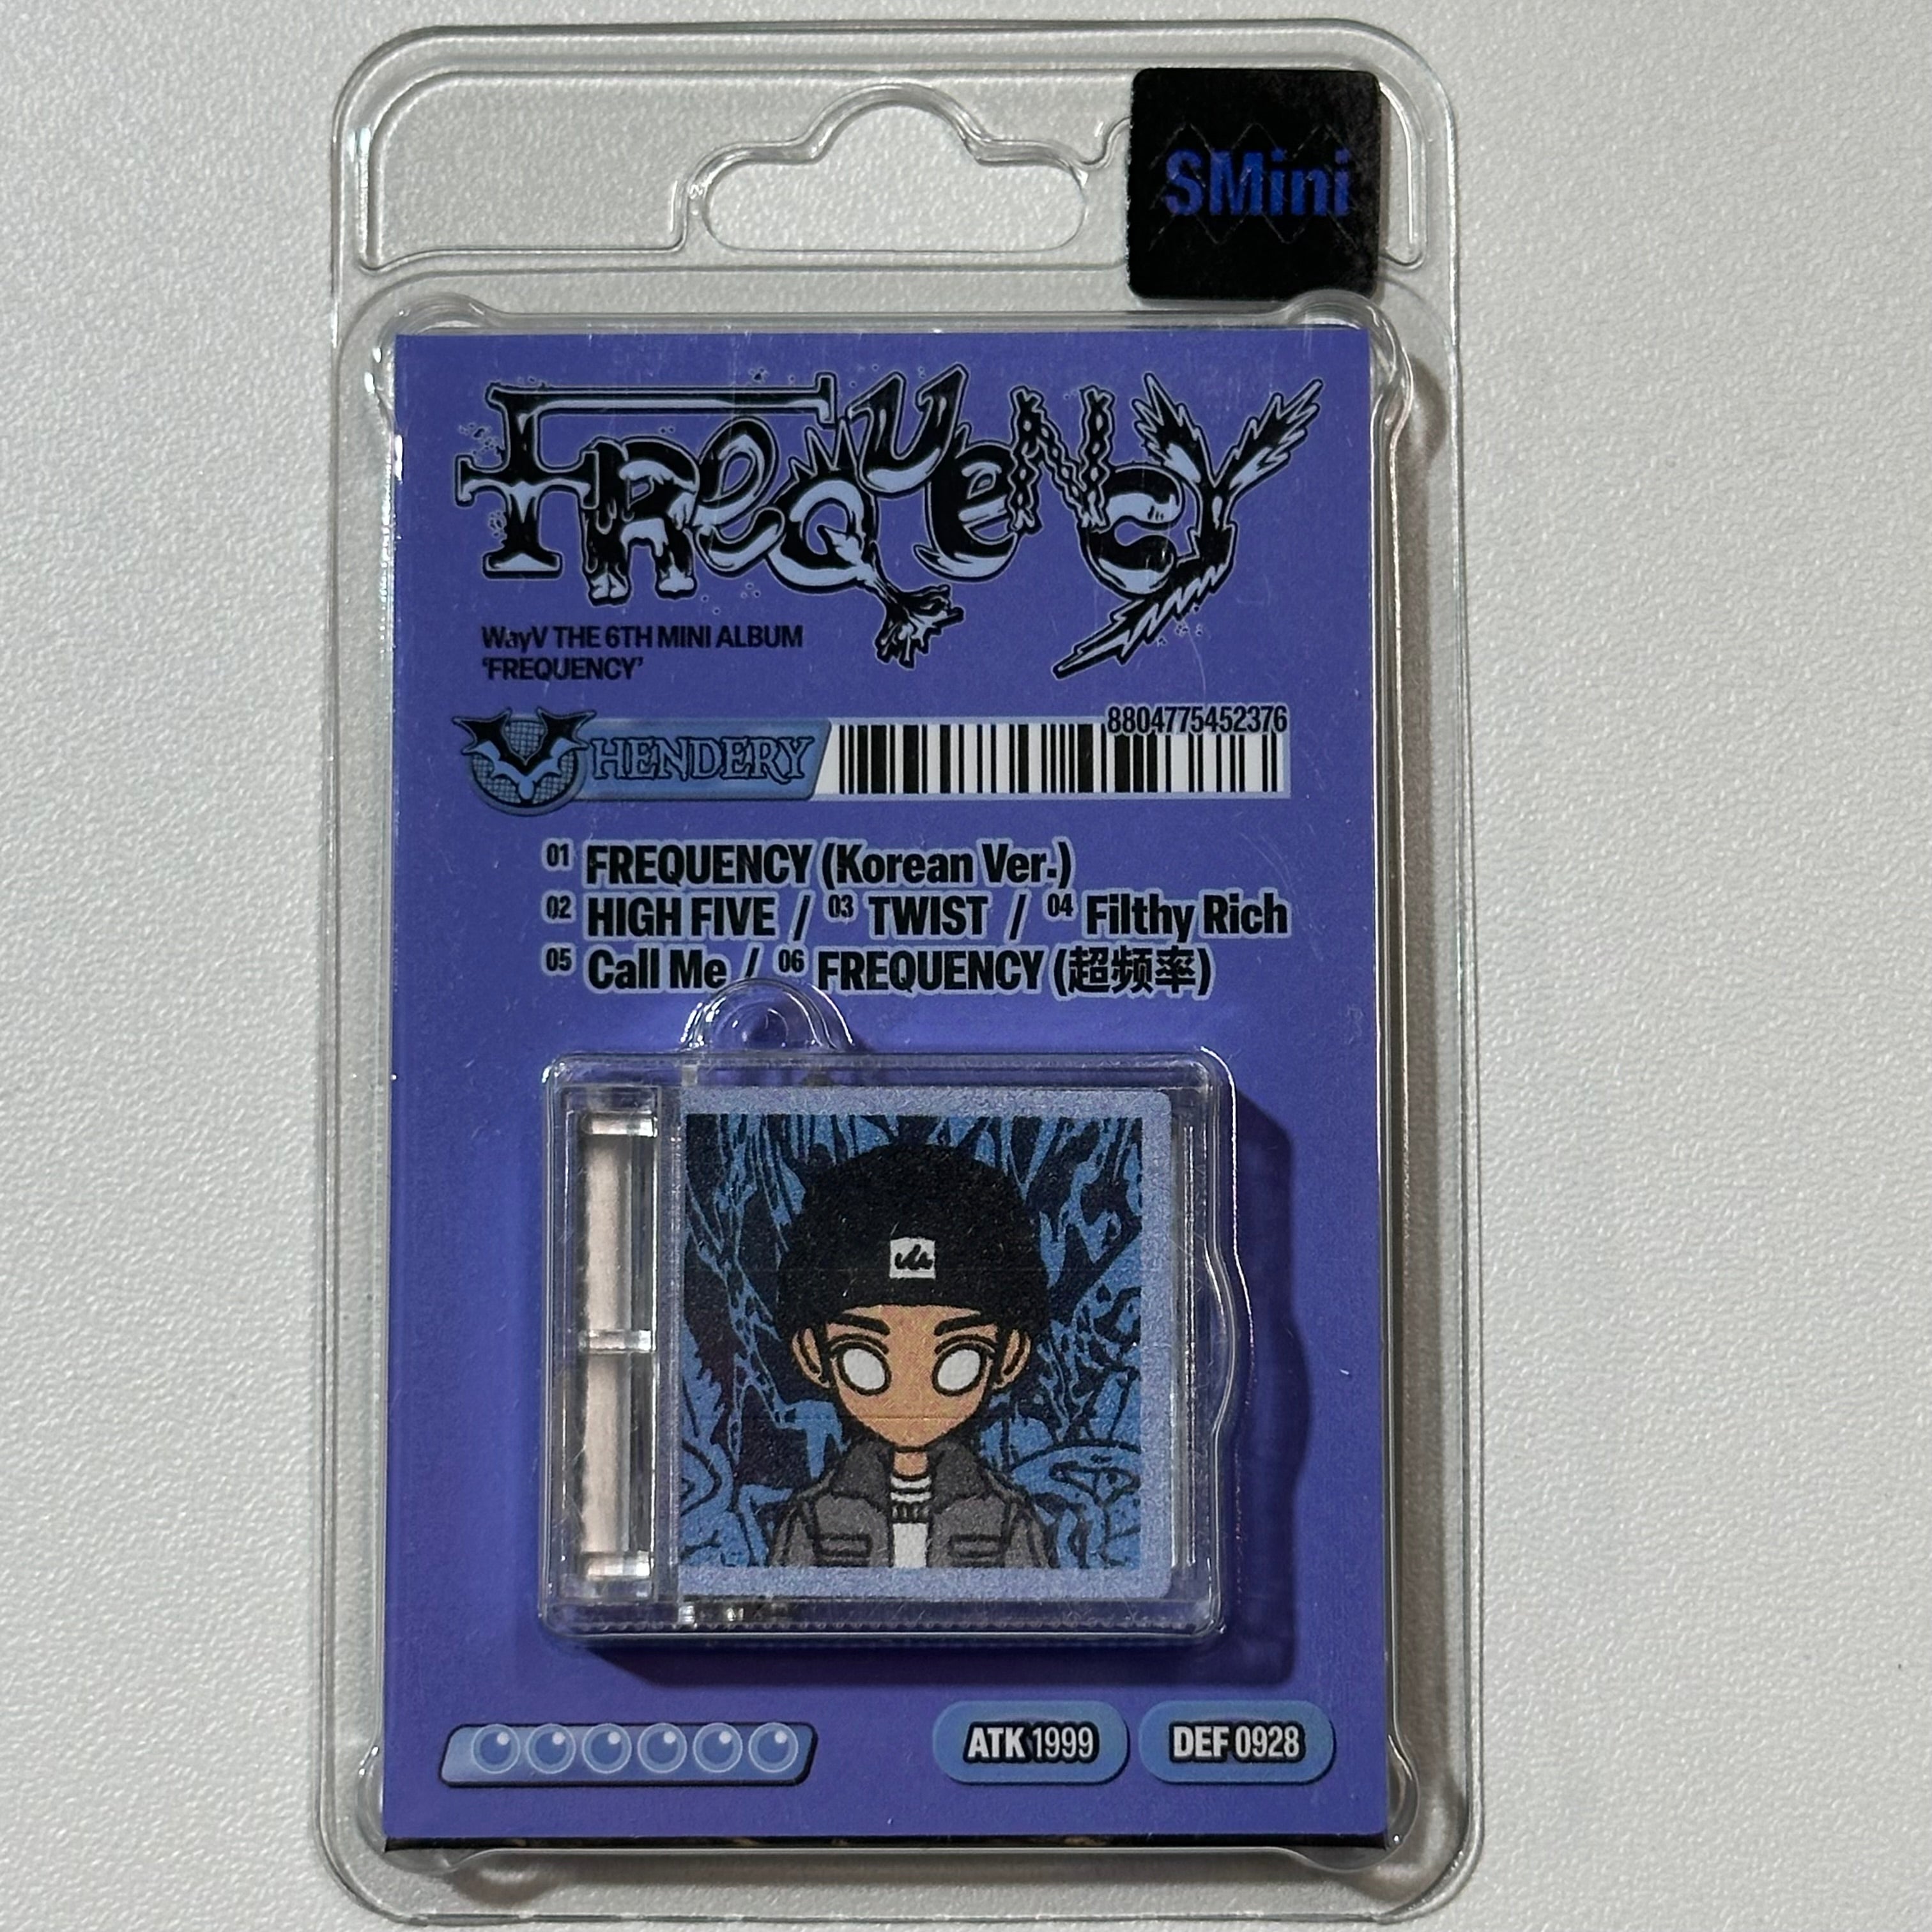 SMini
FREQUENCY
WayV THE 6TH MINI ALBUM
‘FREQUENCY’
HENDERY
8804775452376
01 FREQUENCY (Korean Ver.)
02 HIGH FIVE / 03 TWIST / 04 Filthy Rich
05 Call Me / 06 FREQUENCY (超频率)
ATK 1999 DEF 0928